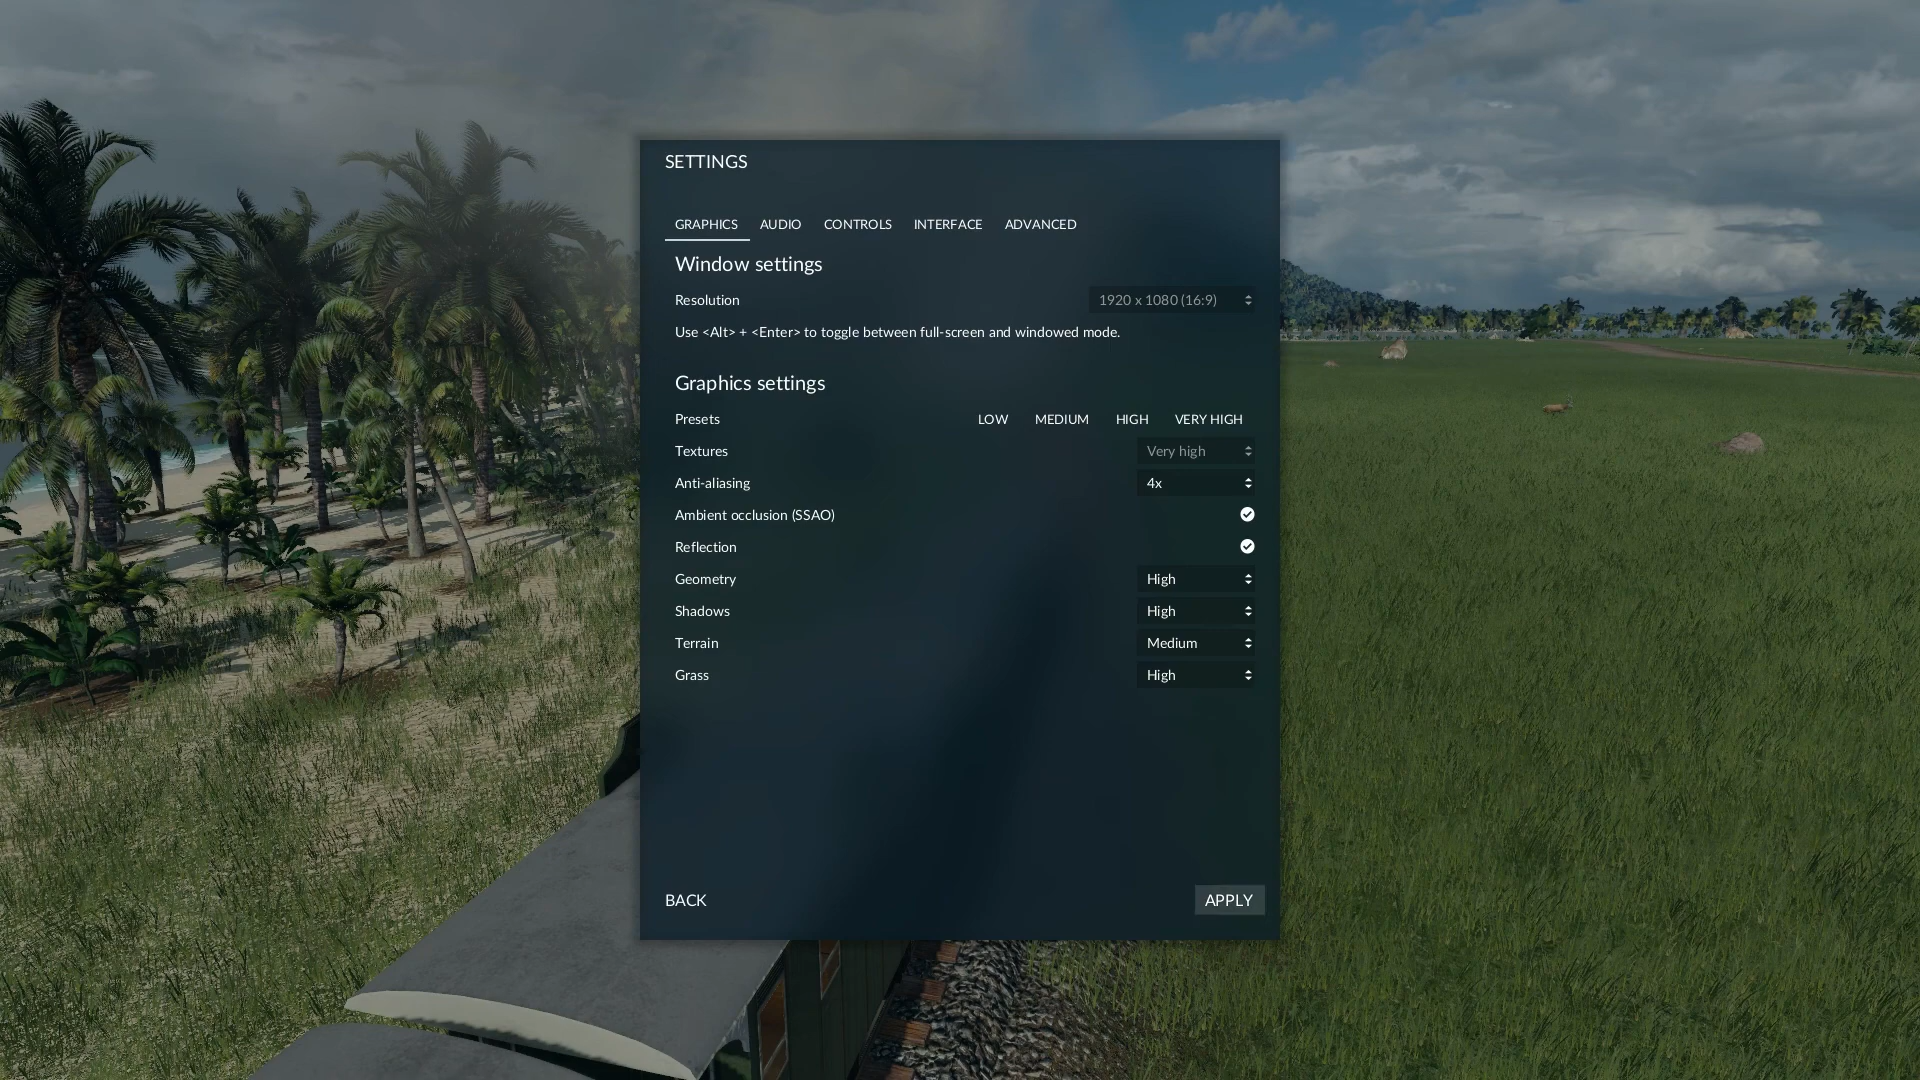 SETTINGS
GRAPHICS AUDIO CONTROLS INTERFACE ADVANCED
Window settings
Resolution 1920 x 1080 (16:9)
Use <Alt> + <Enter> to toggle between full-screen and windowed mode.
Graphics settings
Presets LOW MEDIUM HIGH VERY HIGH
Textures Very high
Anti-aliasing 4x
Ambient occlusion (SSAO)
Reflection
Geometry High
Shadows High
Terrain Medium
Grass High
BACK APPLY